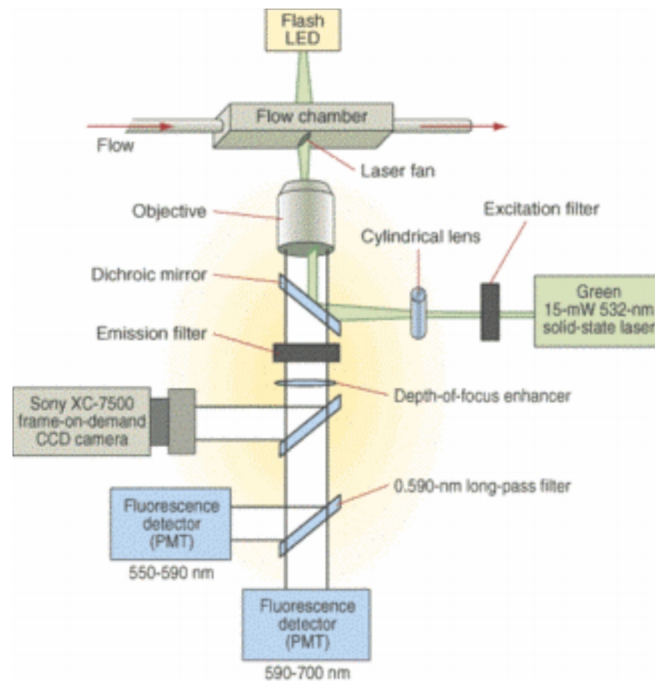 Flash
LED
Flow chamber
Flow
Laser fan
Objective
Excitation filter
Cylindrical lens
Dichroic mirror
Green
15-mW 532-nm
solid-state laser
Emission filter
Depth-of-focus enhancer
Sony XC-7500
frame-on-demand
CCD camera
0.590-nm long-pass filter
Fluorescence
detector
(PMT)
550-590 nm
Fluorescence
detector
(PMT)
590-700 nm